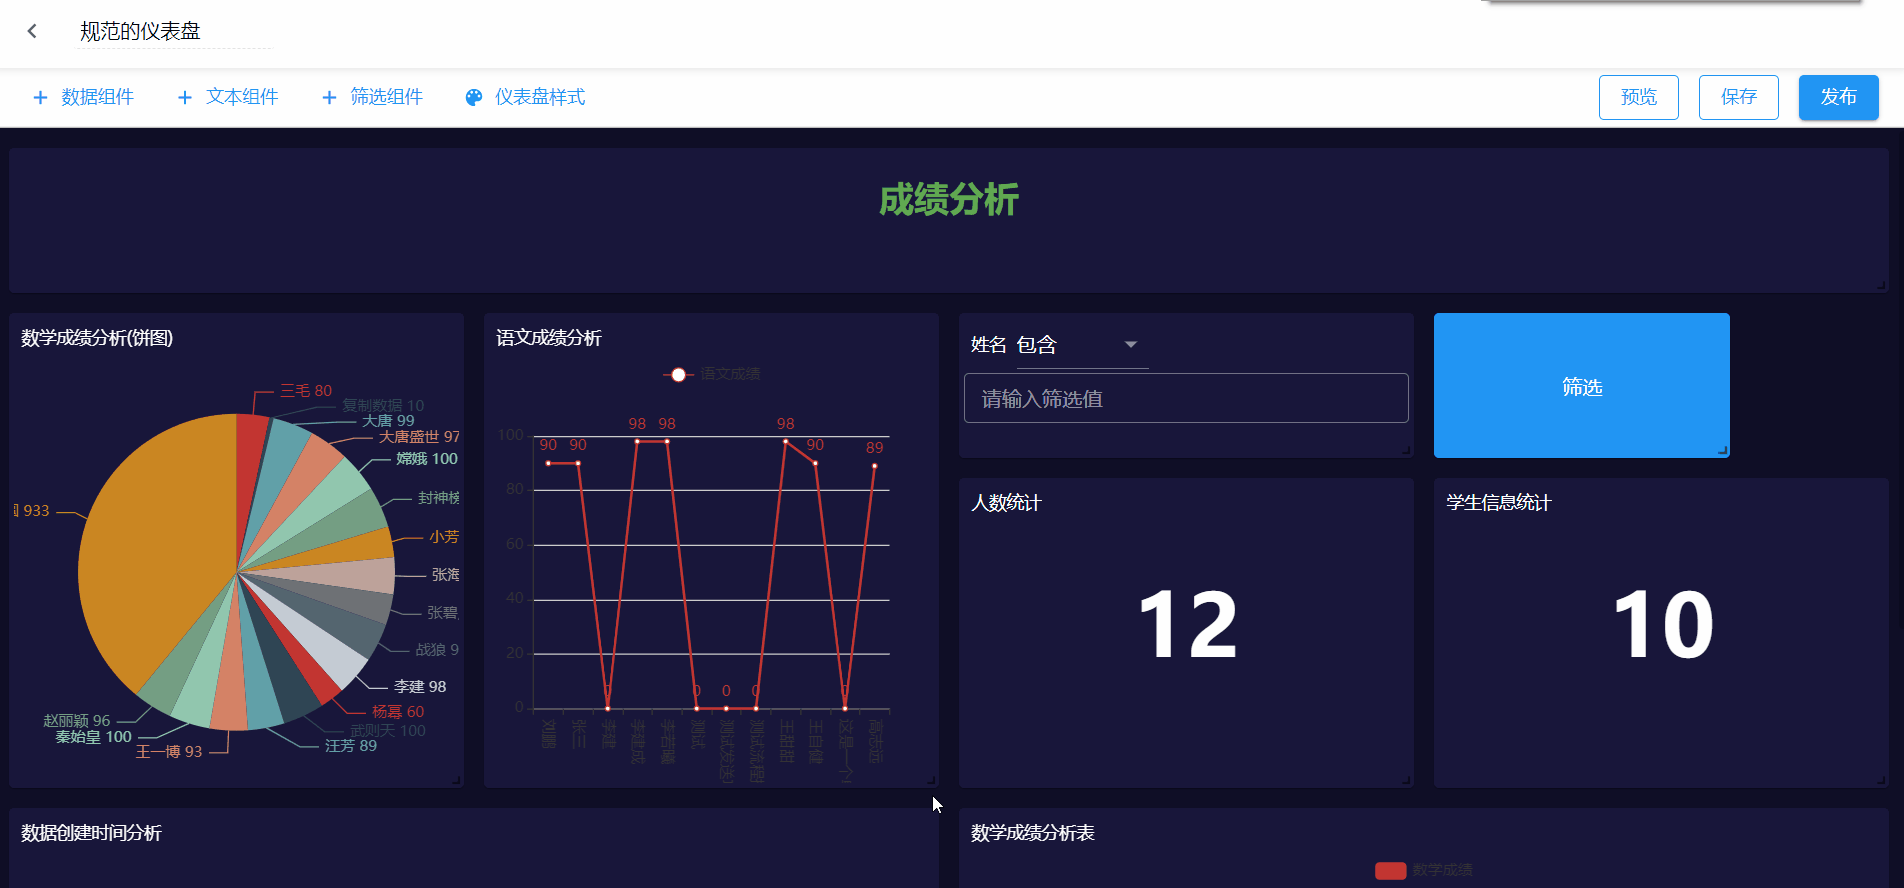 规范的仪表盘
数据组件 文本组件 筛选组件 仪表盘样式 预览 保存 发布
成绩分析
数学成绩分析(饼图)
三毛 80
复制数据 10
大唐 99
大唐盛世 97
嫦娥 100
封神榜
小芳
张海
张碧
战狼 9
李建 98
杨幂 60
武则天 100
汪芳 89
王一博 93
秦始皇 100
赵丽颖 96
933
语文成绩分析
语文成绩
100
80
60
40
20
0
90 90 0 98 98 0 0 0 98 90 0 89
刘鹏 张三 李建 李建成 李若曦 测试 测试发送 测试流程 王甜甜 王自健 这是一个 高志远
姓名 包含
请输入筛选值
筛选
人数统计
12
学生信息统计
10
数据创建时间分析
数学成绩分析表
数学成绩